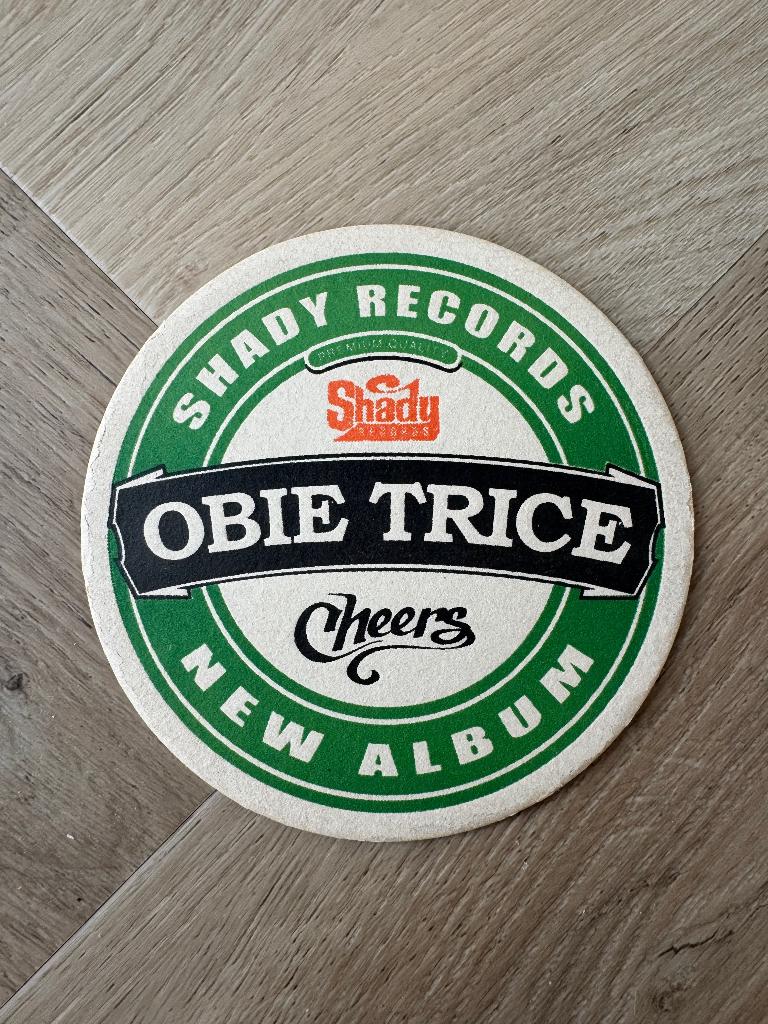 SHADY RECORDS
PREMIUM QUALITY
Shady
RECORDS
OBIE TRICE
Cheers
NEW ALBUM